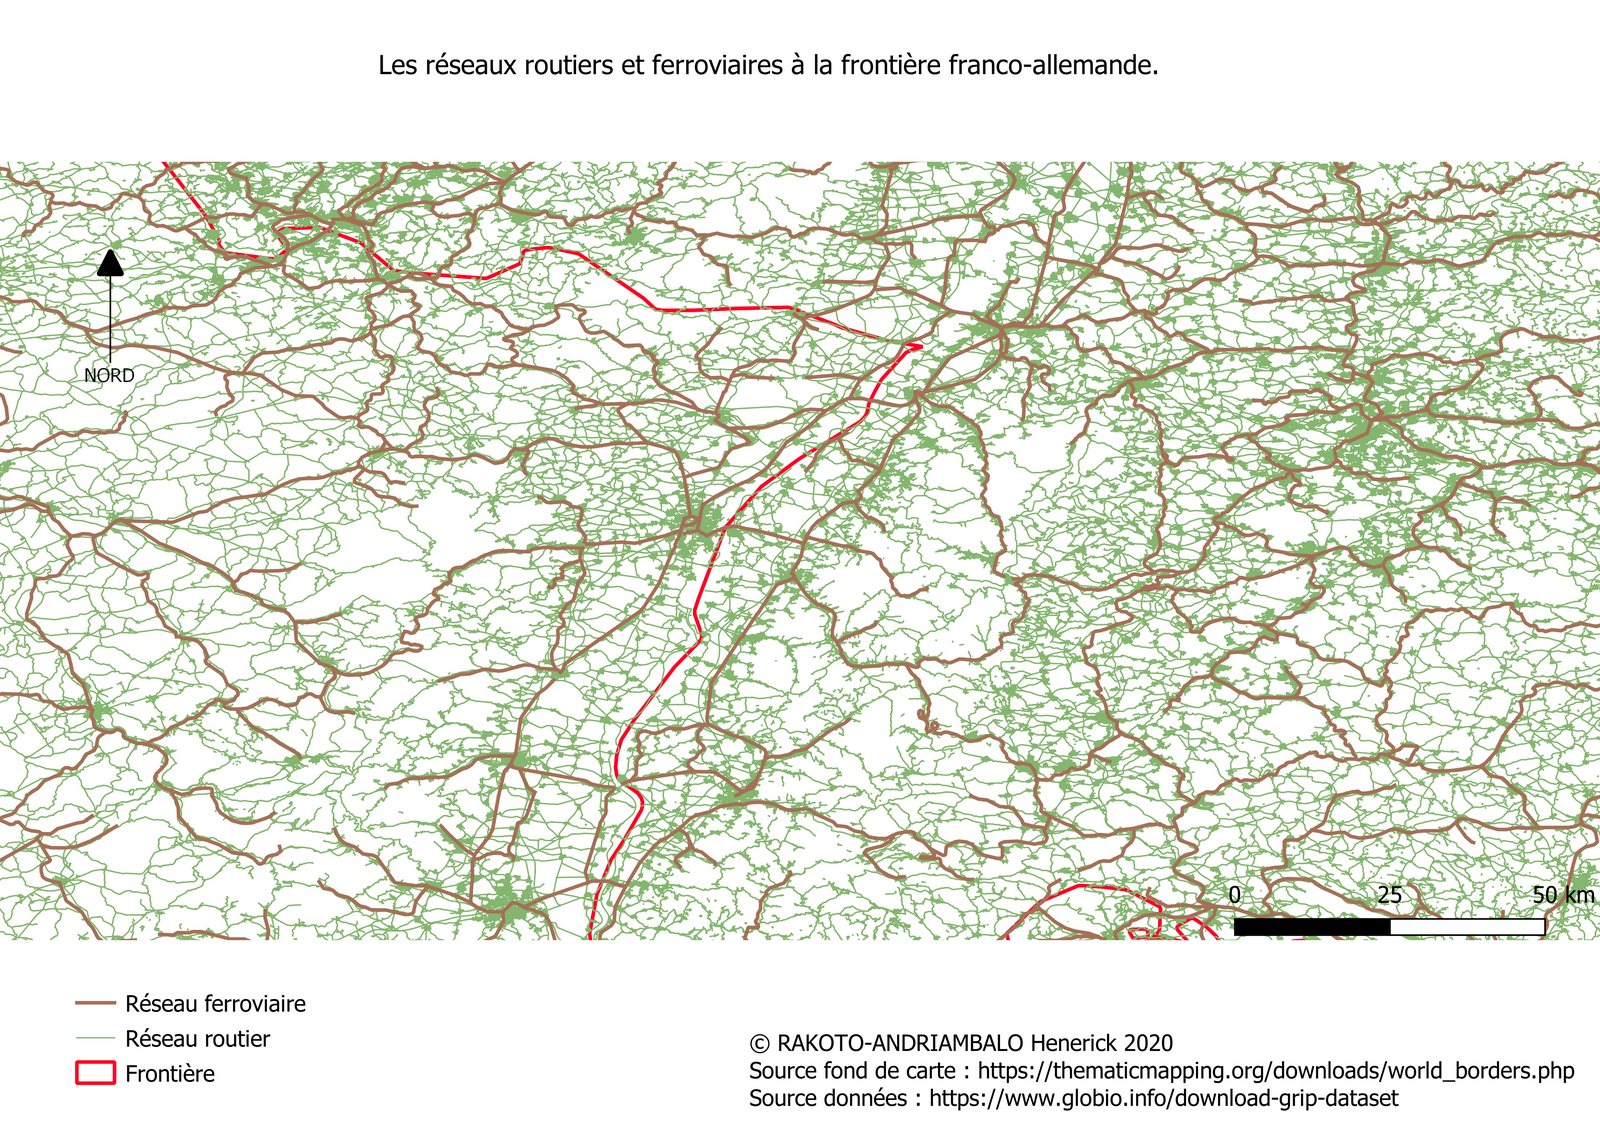 Les réseaux routiers et ferroviaires à la frontière franco-allemande.
NORD
0 25 50 km
Réseau ferroviaire
Réseau routier
Frontière
© RAKOTO-ANDRIAMBALO Henerick 2020
Source fond de carte : https://thematicmapping.org/downloads/world_borders.php
Source données : https://www.globio.info/download-grip-dataset